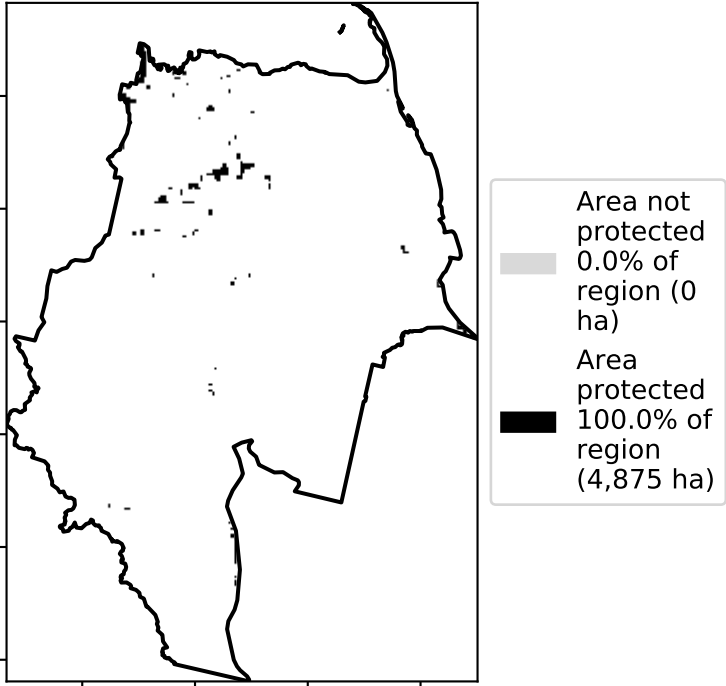 Area not
protected
0.0% of
region (0
ha)
Area
protected
100.0% of
region
(4,875 ha)